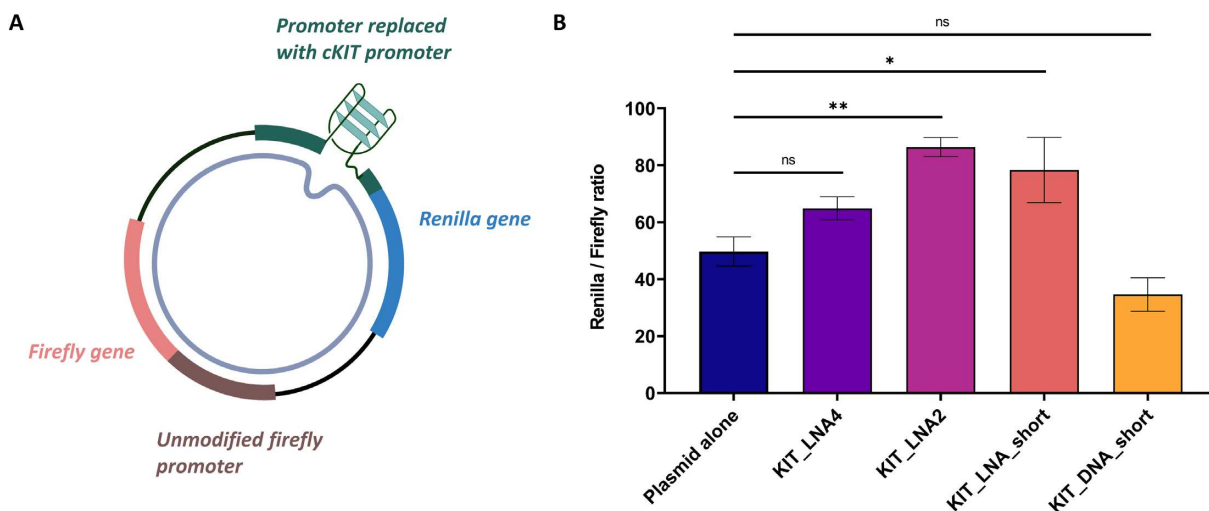 A
Promoter replaced
with cKIT promoter
Renilla gene
Firefly gene
Unmodified firefly
promoter
B
ns
*
**
ns
Renilla / Firefly ratio
100
80
60
40
20
0
Plasmid alone
KIT_LNA4
KIT_LNA2
KIT_LNA_short
KIT_DNA_short